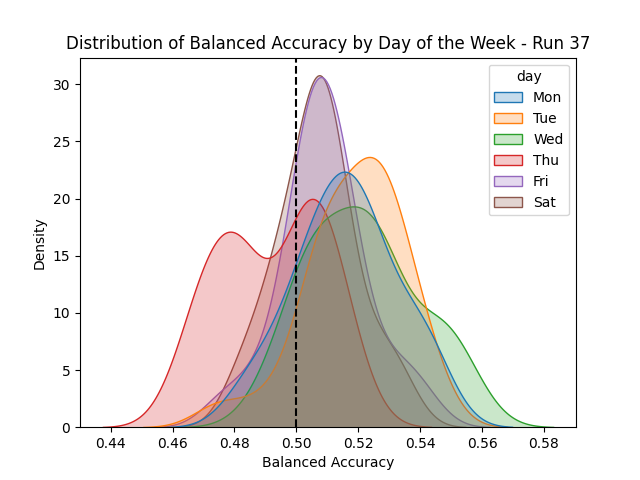 Distribution of Balanced Accuracy by Day of the Week - Run 37
day
Mon
Tue
Wed
Thu
Fri
Sat
30
25
20
15
10
5
0
Density
0.44 0.46 0.48 0.50 0.52 0.54 0.56 0.58
Balanced Accuracy